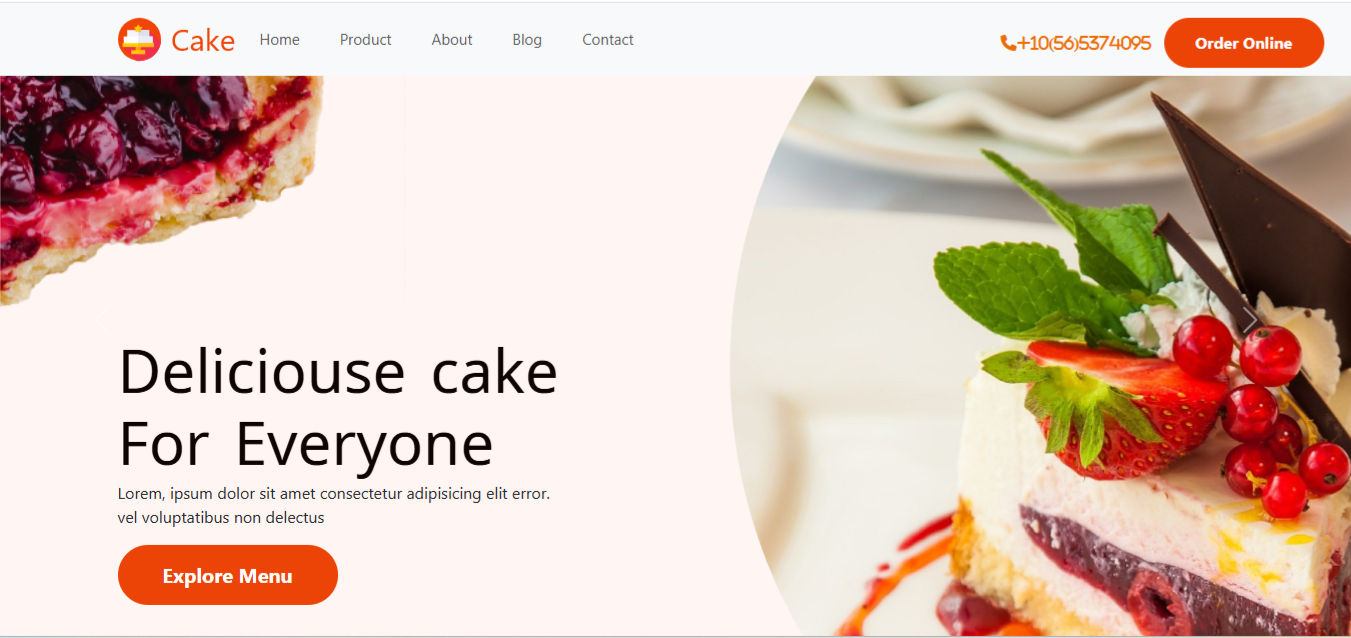 Cake
Home
Product
About
Blog
Contact
+10(56)5374095
Order Online
Deliciouse cake
For Everyone
Lorem, ipsum dolor sit amet consectetur adipisicing elit error.
vel voluptatibus non delectus
Explore Menu